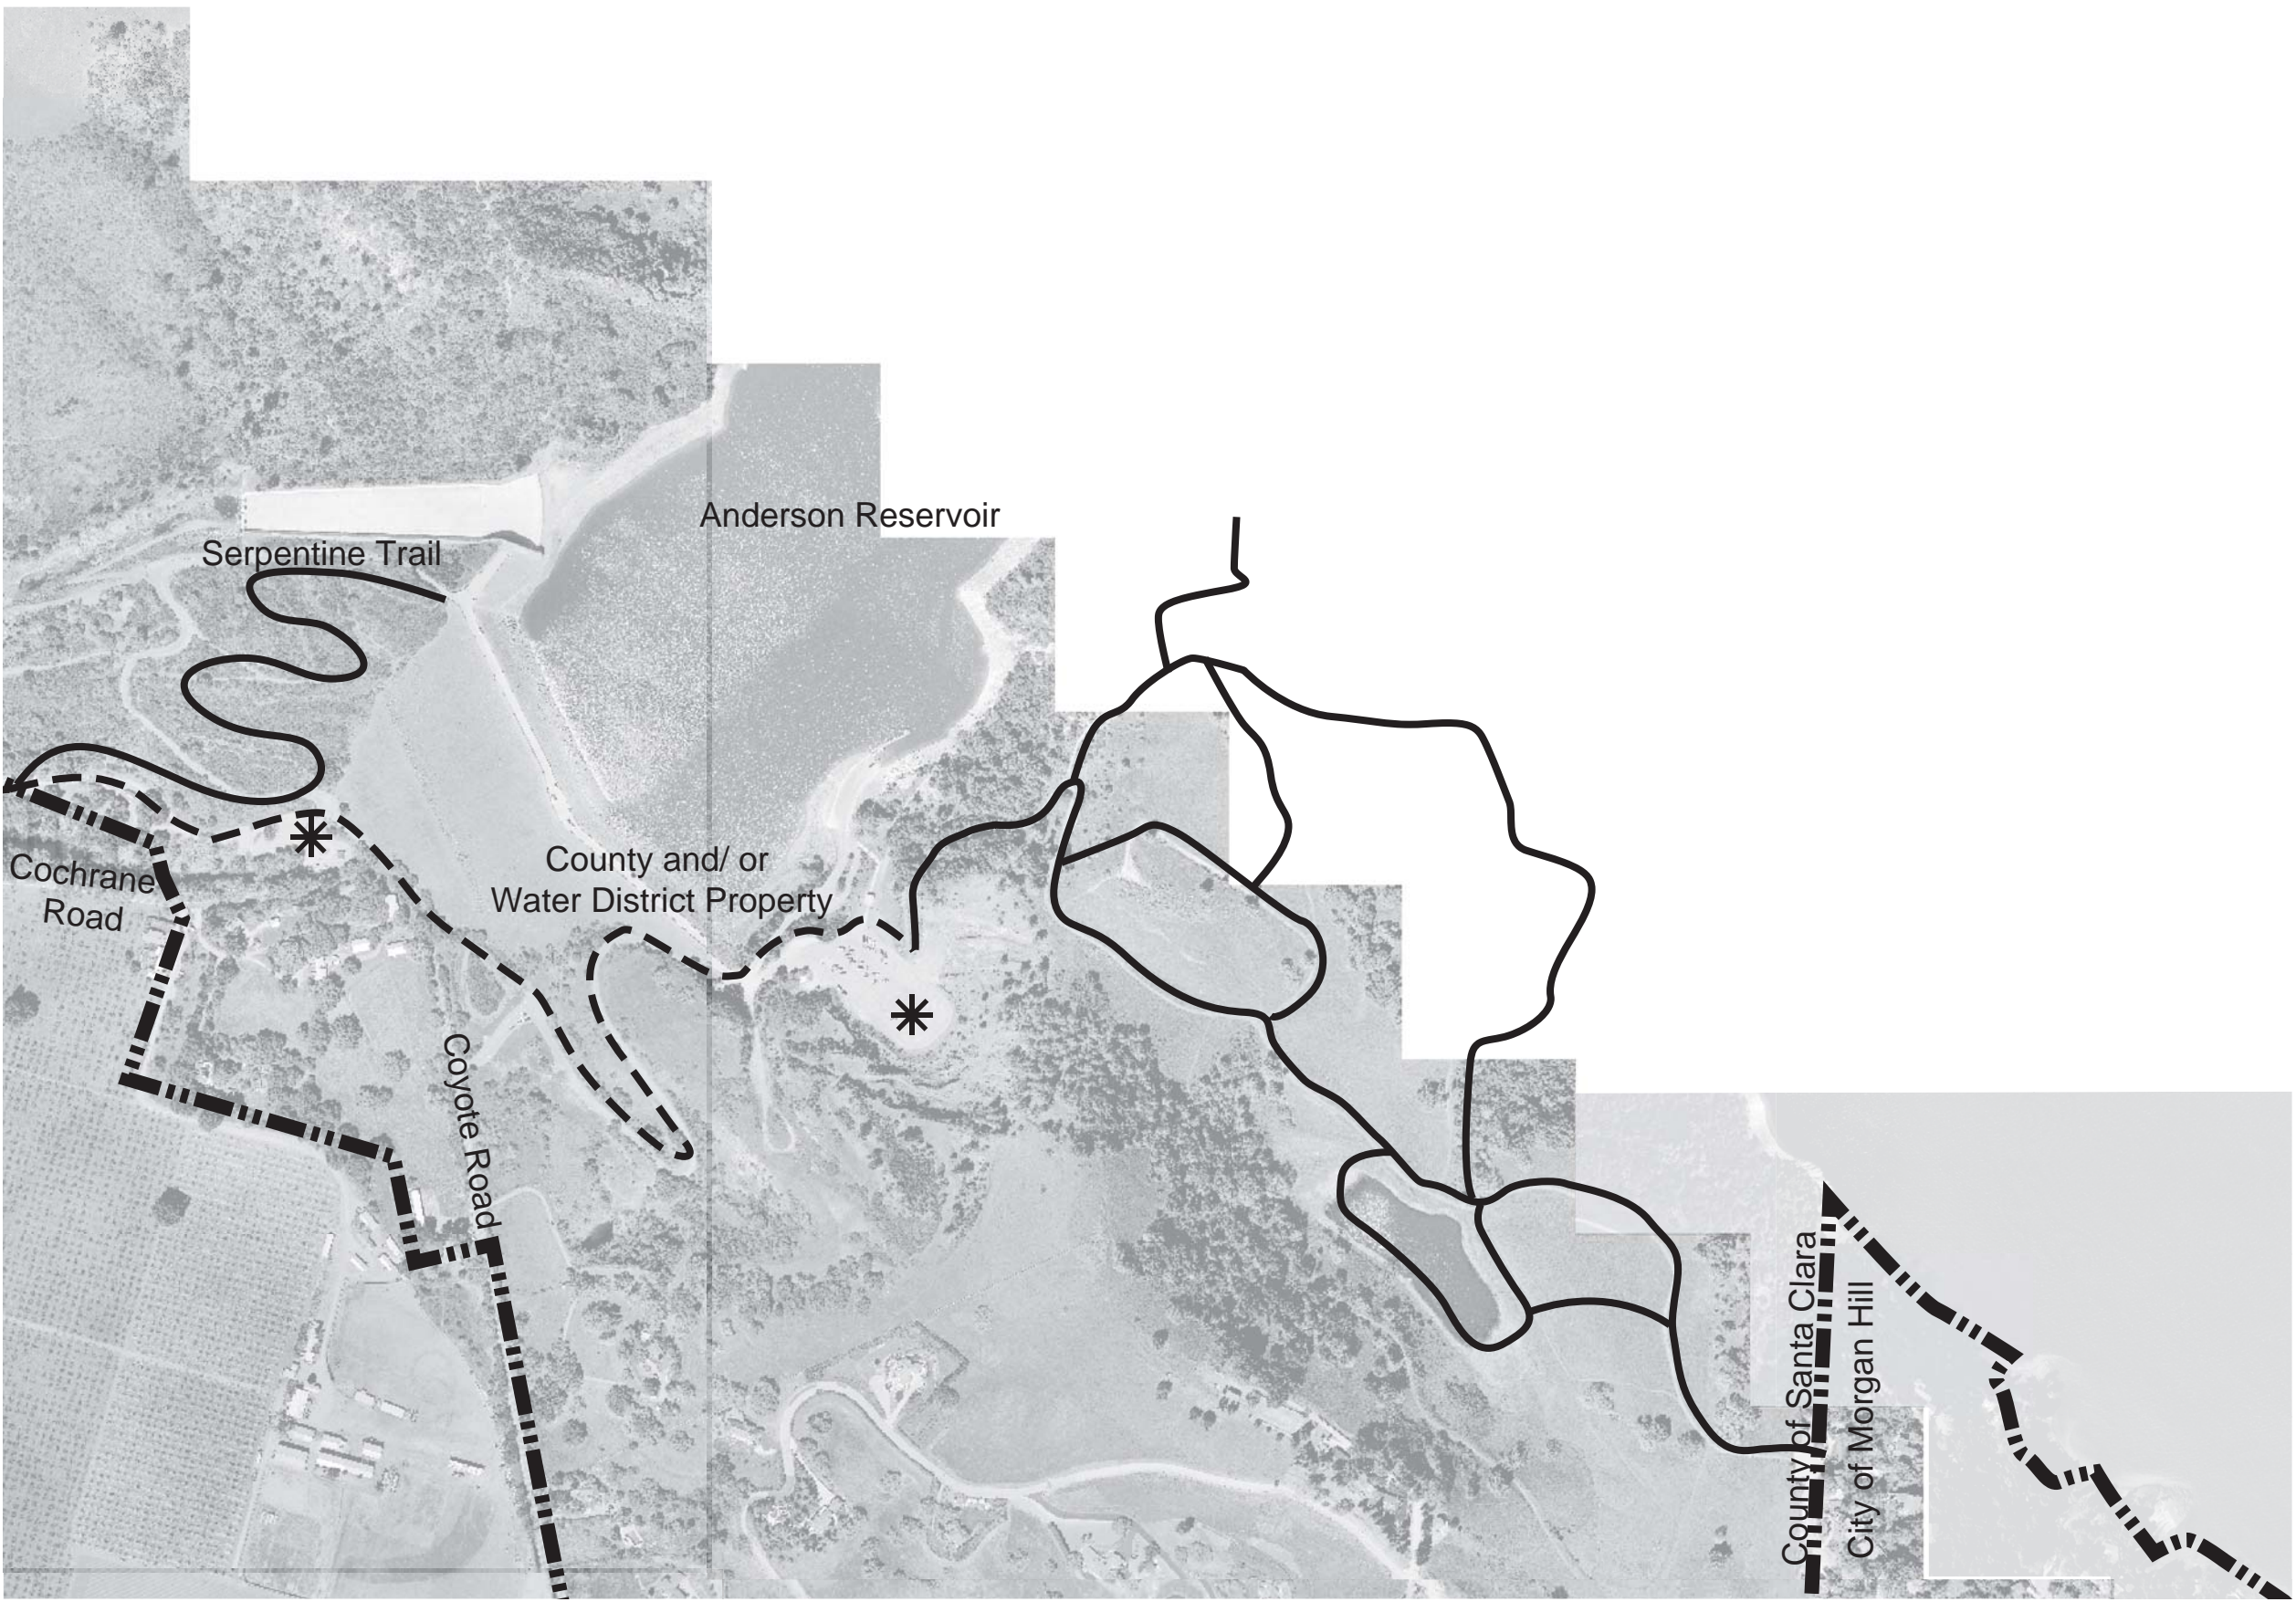 Anderson Reservoir
Serpentine Trail
County and/ or
Water District Property
Cochrane
Road
Coyote Road
County of Santa Clara
City of Morgan Hill